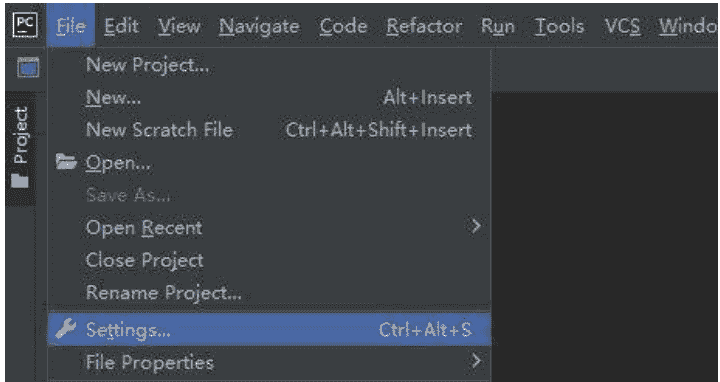 PC File Edit View Navigate Code Refactor Run Tools VCS Windo
New Project...
New... Alt+Insert
Project
New Scratch File Ctrl+Alt+Shift+Insert
Open...
Save As...
Open Recent
Close Project
Rename Project...
Settings... Ctrl+Alt+S
File Properties